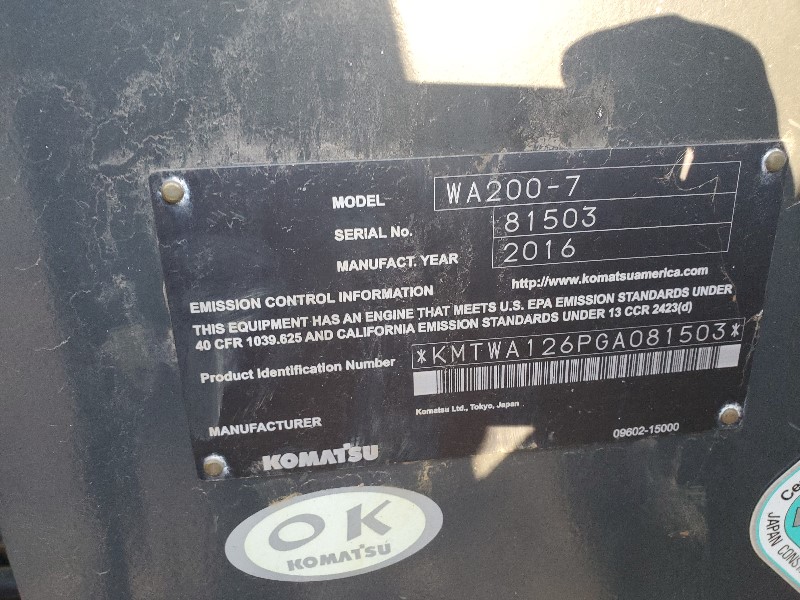 MODEL WA200-7
SERIAL No. 81503
MANUFACT. YEAR 2016
http://www.komatsuamerica.com
EMISSION CONTROL INFORMATION
THIS EQUIPMENT HAS AN ENGINE THAT MEETS U.S. EPA EMISSION STANDARDS UNDER
40 CFR 1039.625 AND CALIFORNIA EMISSION STANDARDS UNDER 13 CCR 2423(d)
Product Identification Number *KMTWA126PGA081503*
Komatsu Ltd., Tokyo, Japan
MANUFACTURER
09602-15000
KOMATSU
OK
KOMATSU
JAPAN